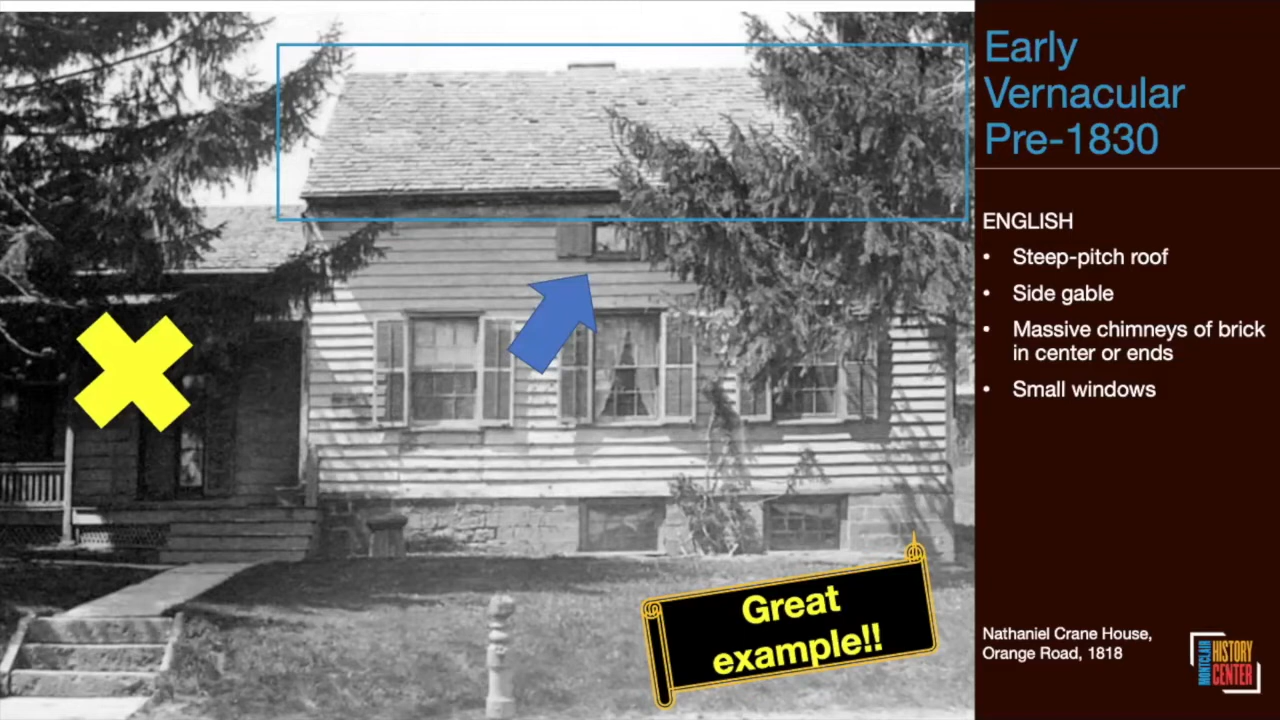 Early
Vernacular
Pre-1830
ENGLISH
• Steep-pitch roof
• Side gable
• Massive chimneys of brick
in center or ends
• Small windows
Great
example!!
Nathaniel Crane House,
Orange Road, 1818
MONTCLAIR
HISTORY
CENTER